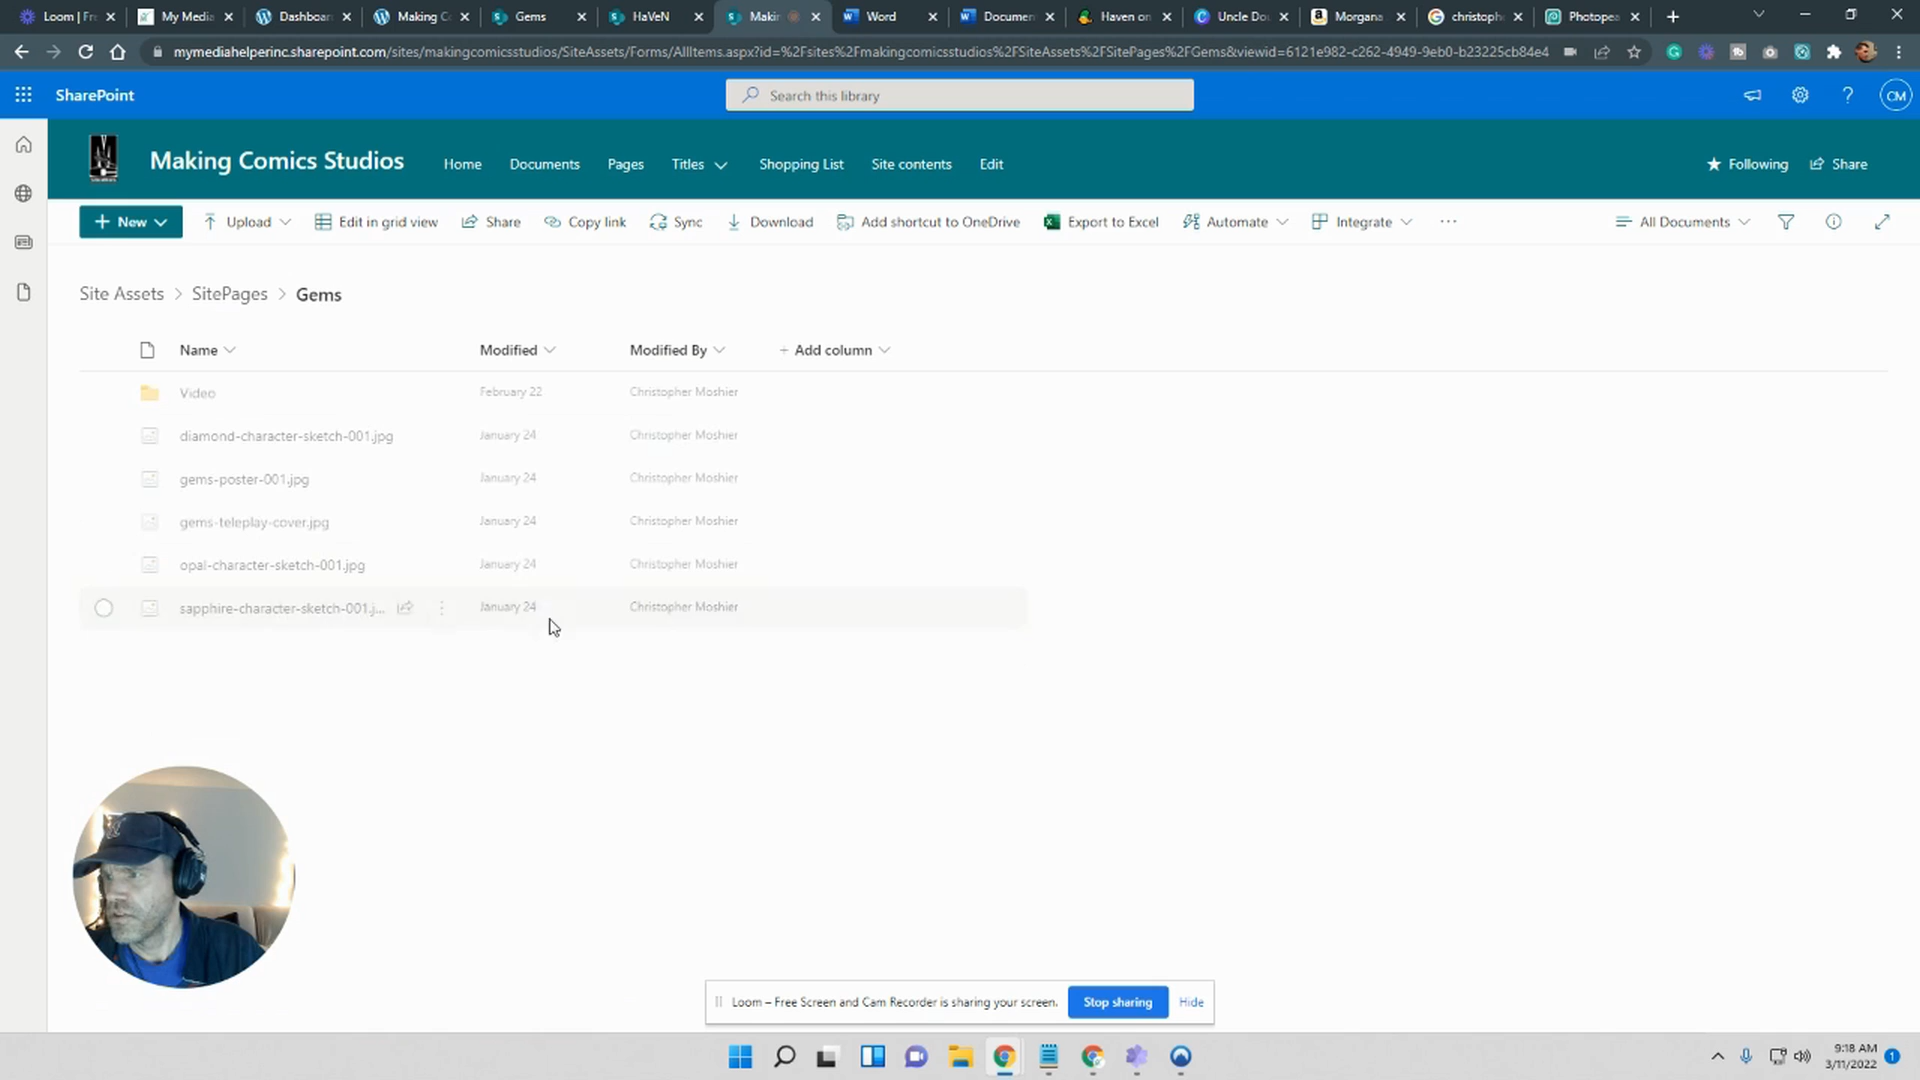 Loom | Fr
My Media
Dashboar
Making Co
Gems
HaVeN
Makin
Word
Documen
Haven on
Uncle Do
Morgana
christoph
Photopea
mymediahelperinc.sharepoint.com/sites/makingcomicsstudios/SiteAssets/Forms/AllItems.aspx?id=%2Fsites%2Fmakingcomicsstudios%2FSiteAssets%2FSitePages%2FGems&viewid=6121e982-c262-4949-9eb0-b23225cb84e4
SharePoint
Search this library
CM
Making Comics Studios
Home
Documents
Pages
Titles
Shopping List
Site contents
Edit
Following
Share
New
Upload
Edit in grid view
Share
Copy link
Sync
Download
Add shortcut to OneDrive
Export to Excel
Automate
Integrate
All Documents
Site Assets > SitePages > Gems
Name
Modified
Modified By
+ Add column
Video February 22 Christopher Moshier
diamond-character-sketch-001.jpg January 24 Christopher Moshier
gems-poster-001.jpg January 24 Christopher Moshier
gems-teleplay-cover.jpg January 24 Christopher Moshier
opal-character-sketch-001.jpg January 24 Christopher Moshier
sapphire-character-sketch-001.j... January 24 Christopher Moshier
Loom – Free Screen and Cam Recorder is sharing your screen.
Stop sharing
Hide
9:18 AM
3/11/2022
1